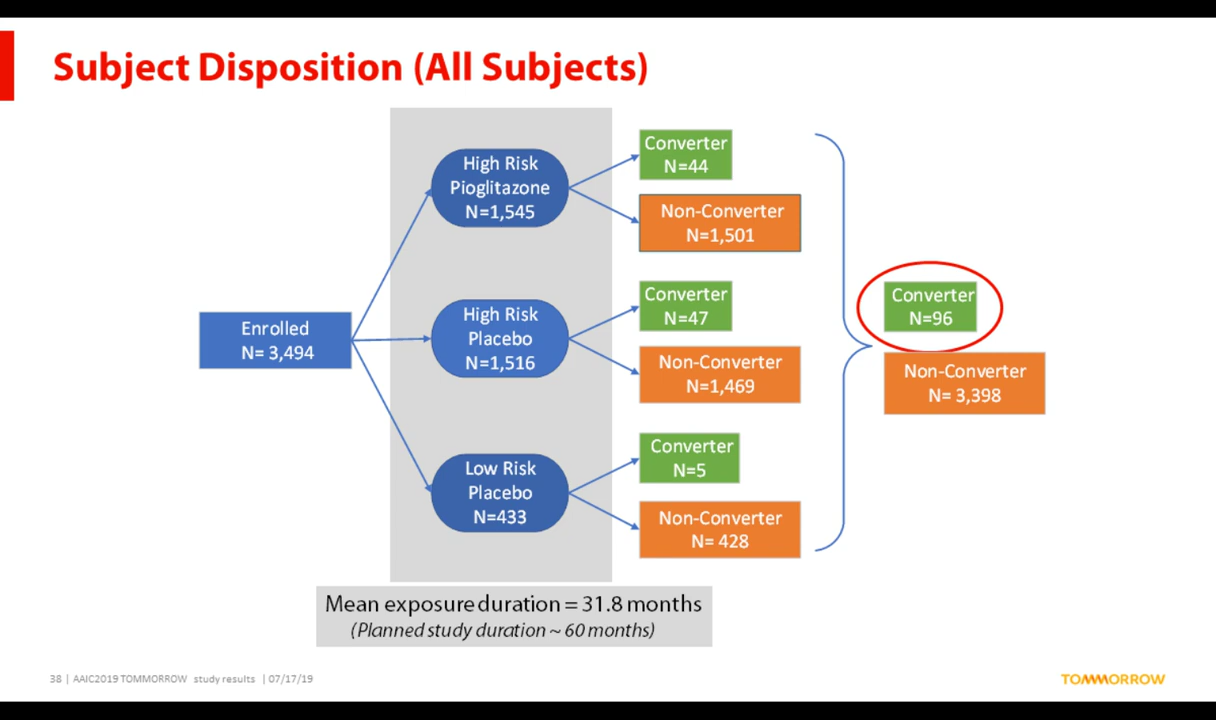 Subject Disposition (All Subjects)
Enrolled
N= 3,494
High Risk
Pioglitazone
N=1,545
High Risk
Placebo
N=1,516
Low Risk
Placebo
N=433
Converter
N=44
Non-Converter
N=1,501
Converter
N=47
Non-Converter
N=1,469
Converter
N=5
Non-Converter
N= 428
Converter
N=96
Non-Converter
N= 3,398
Mean exposure duration = 31.8 months
(Planned study duration ~ 60 months)
38 | AAIC2019 TOMMORROW study results | 07/17/19
TOMMORROW